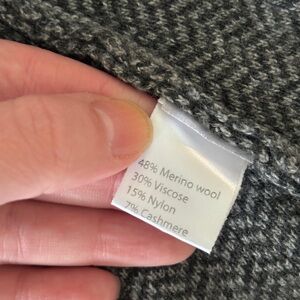 48% Merino wool
30% Viscose
15% Nylon
7% Cashmere